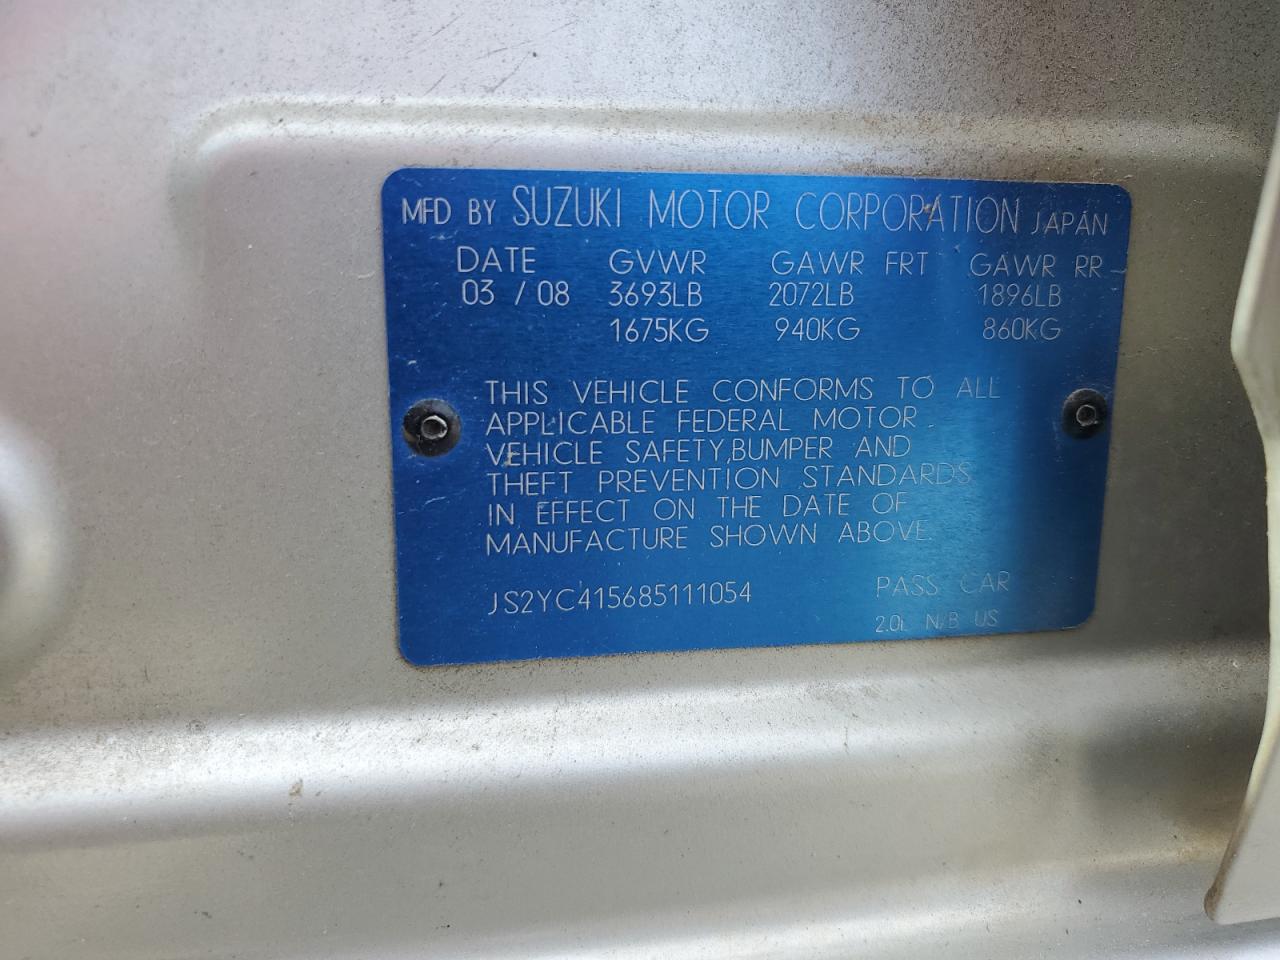 MFD BY SUZUKI MOTOR CORPORATION JAPAN
DATE GVWR GAWR FRT GAWR RR
03 / 08 3693LB 2072LB 1896LB
1675KG 940KG 860KG
THIS VEHICLE CONFORMS TO ALL
APPLICABLE FEDERAL MOTOR
VEHICLE SAFETY,BUMPER AND
THEFT PREVENTION STANDARDS
IN EFFECT ON THE DATE OF
MANUFACTURE SHOWN ABOVE.
JS2YC415685111054 PASS CAR
2.0L N/B US